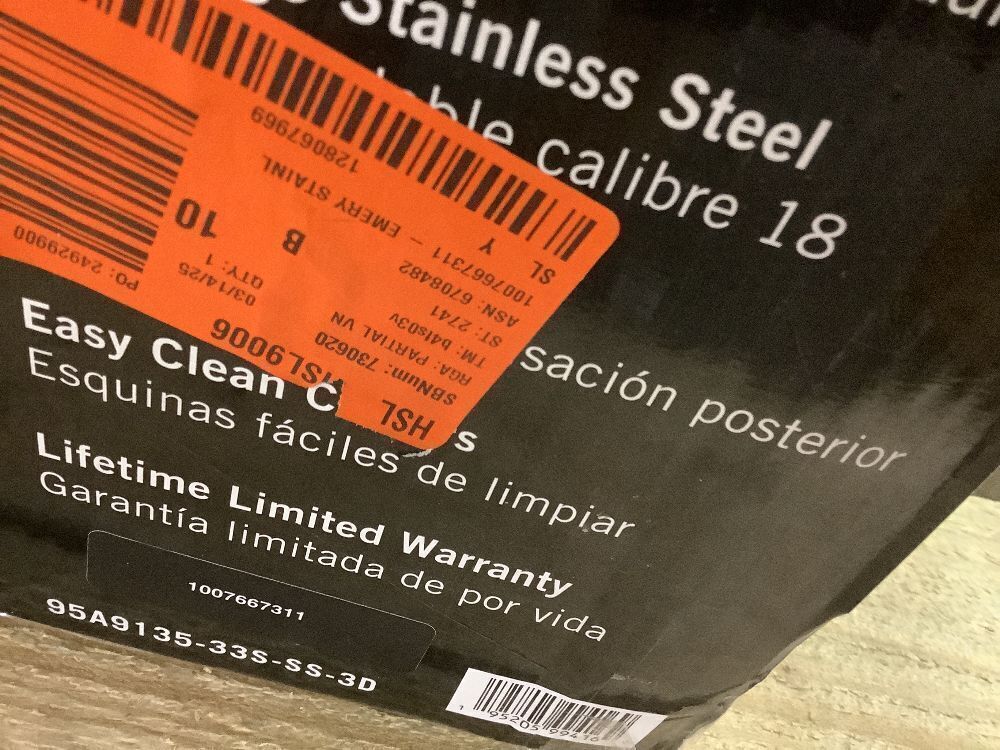 Stainless Steel
calibre 18
sación posterior
Easy Clean C
s
Esquinas fáciles de limpiar
Lifetime Limited Warranty
Garantía limitada de por vida
1007667311
95A9135-33S-SS-3D
HSL
SBNum: 730620
HSL9006
RGA: PARTIAL VN
TM: b4ls03v
ST: 2741
QTY: 1
03/14/25
PO: 24929900
ASN: 6708482
B
10
1007667311 – EMERY STAINL
SL
Y
128067969